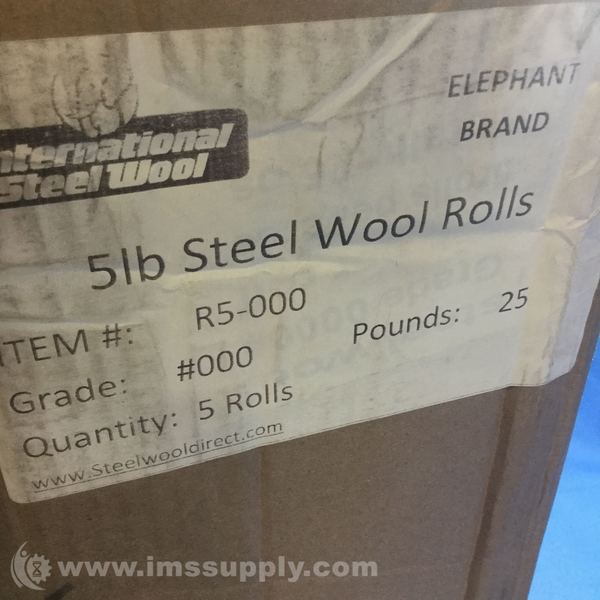 ELEPHANT
BRAND
International
Steel Wool
5lb Steel Wool Rolls
ITEM #: R5-000
Grade: #000
Pounds: 25
Quantity: 5 Rolls
www.Steelwooldirect.com
www.imssupply.com